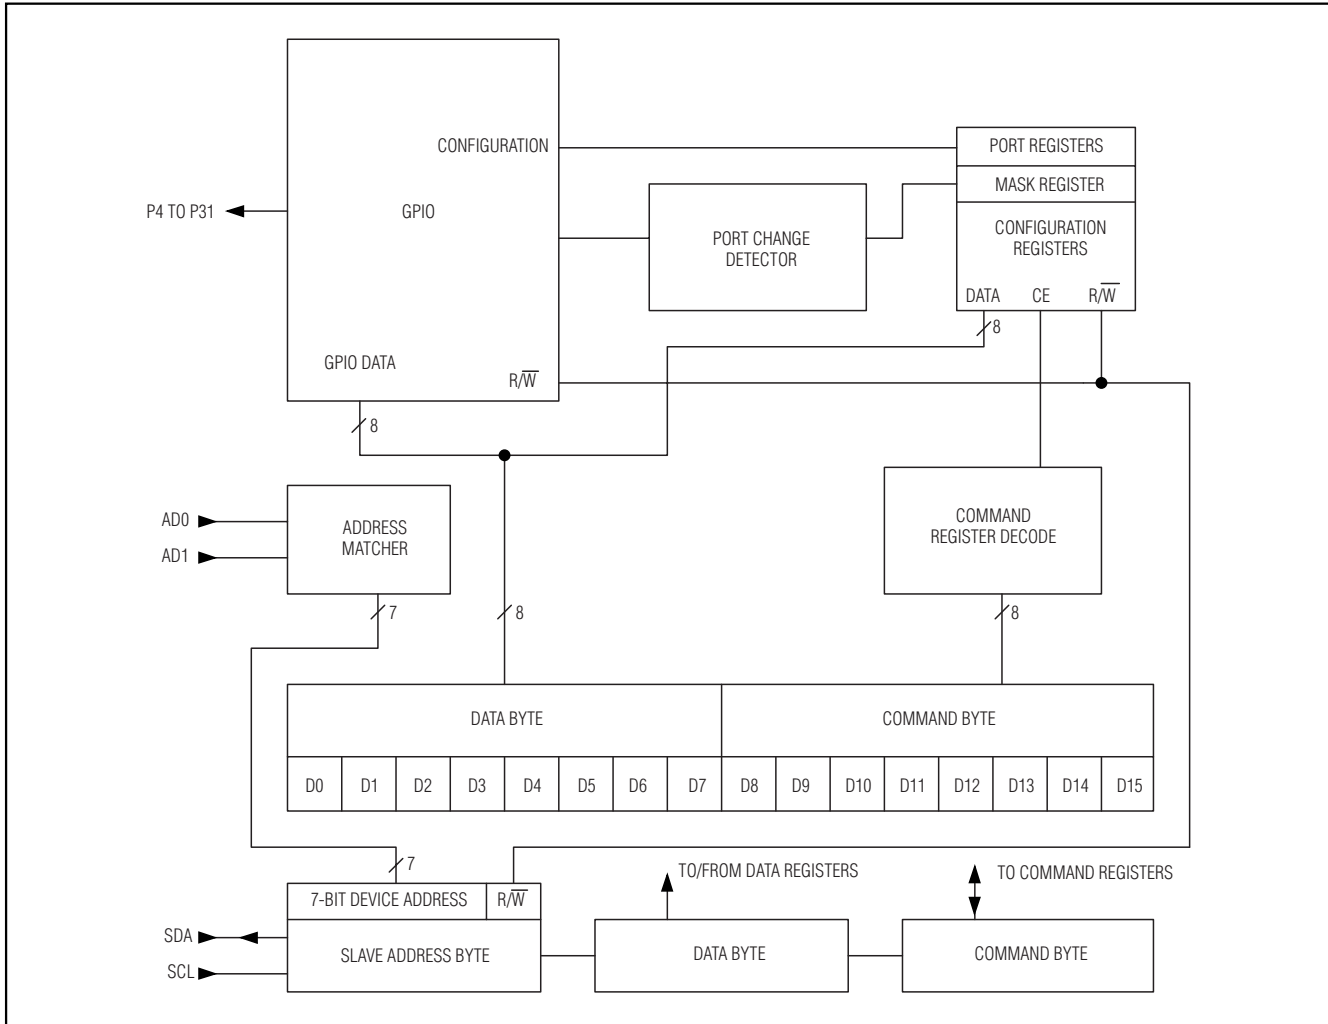 CONFIGURATION
PORT REGISTERS
MASK REGISTER
P4 TO P31
GPIO
PORT CHANGE
DETECTOR
CONFIGURATION
REGISTERS
DATA
CE
R/W̅
8
GPIO DATA
R/W̅
8
AD0
AD1
ADDRESS
MATCHER
COMMAND
REGISTER DECODE
7
8
8
DATA BYTE
COMMAND BYTE
D0
D1
D2
D3
D4
D5
D6
D7
D8
D9
D10
D11
D12
D13
D14
D15
7
TO/FROM DATA REGISTERS
TO COMMAND REGISTERS
7-BIT DEVICE ADDRESS
R/W̅
SDA
SCL
SLAVE ADDRESS BYTE
DATA BYTE
COMMAND BYTE